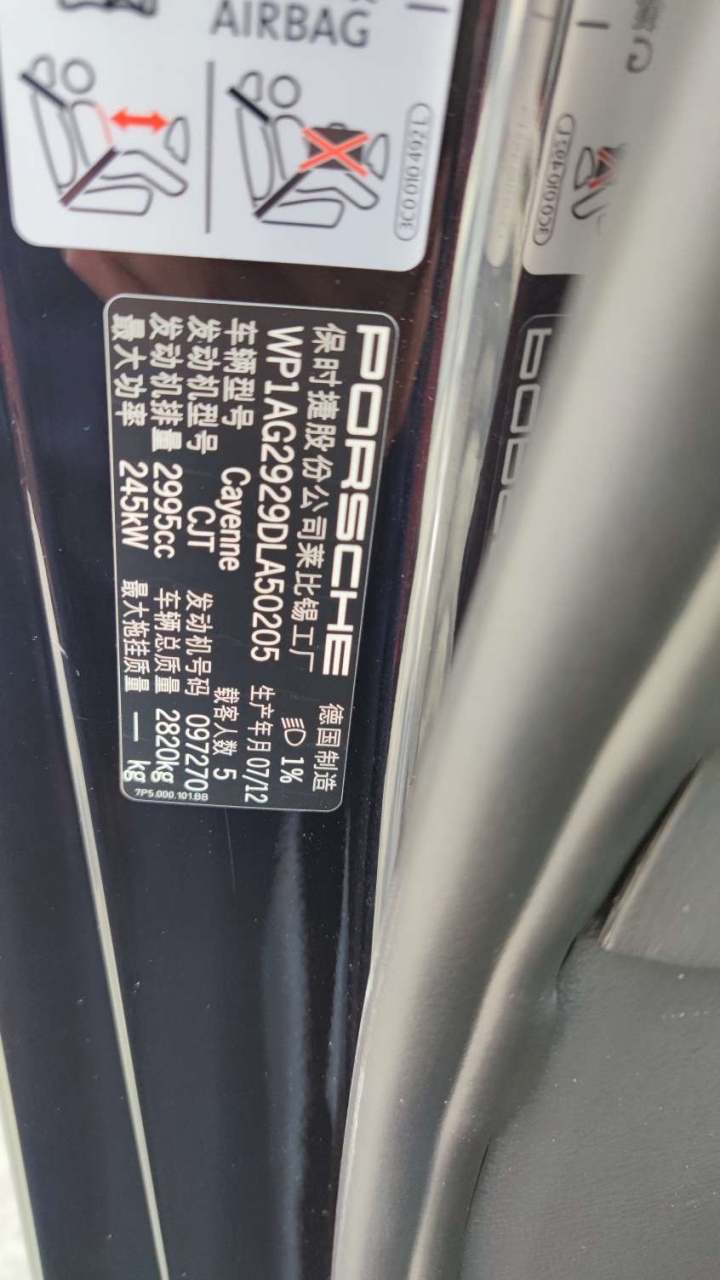 AIRBAG
3C0 010 492 L
PORSCHE 德国制造
保时捷股份公司莱比锡工厂 1%
WP1AG2929DLA50205 生产年月 07/12
车辆型号 Cayenne 载客人数 5
发动机型号 CJT 发动机号码 097270
发动机排量 2995cc 车辆总质量 2820kg
最大功率 245kW 最大拖挂质量 — kg
7P5.000.101.BB